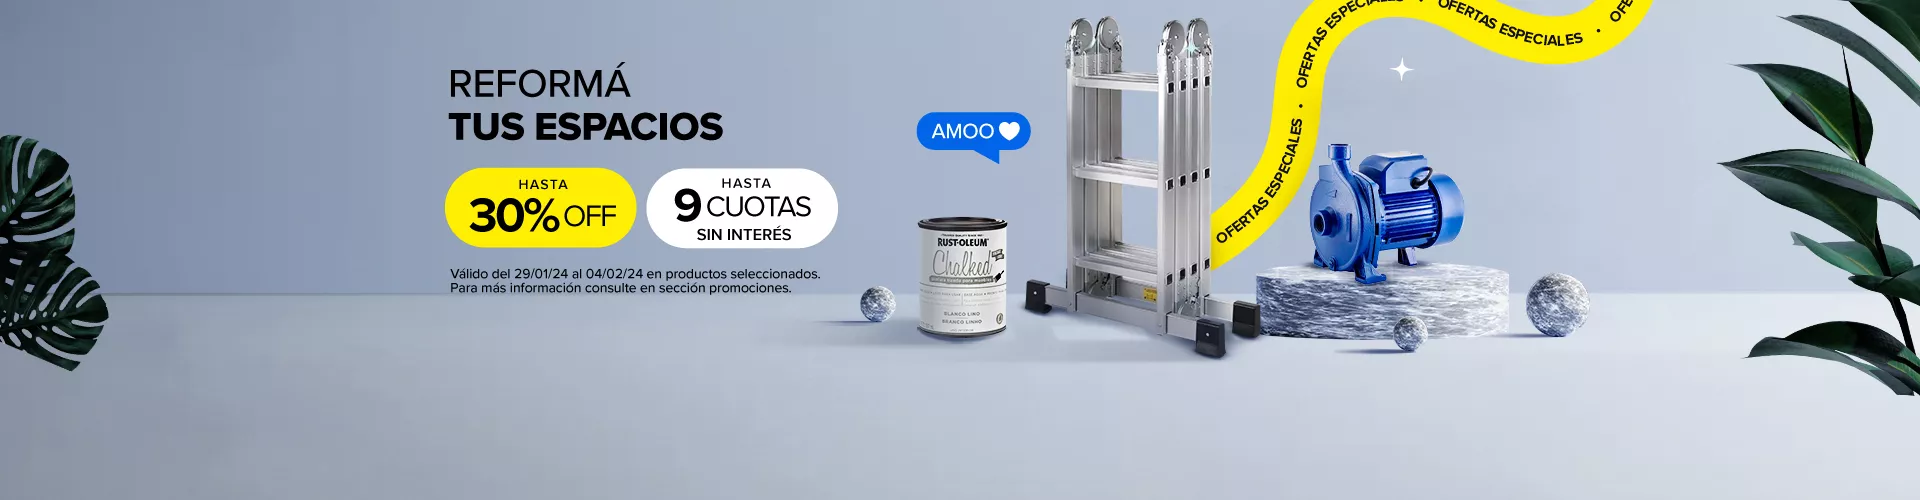 REFORMÁ
TUS ESPACIOS
HASTA
30% OFF
HASTA
9 CUOTAS
SIN INTERÉS
Válido del 29/01/24 al 04/02/24 en productos seleccionados.
Para más información consulte en sección promociones.
AMOO
RUST-OLEUM
Chalked
BLANCO LINO
BRANCO LINHO
OFERTAS ESPECIALES • OFERTAS ESPECIALES • OFERTAS ESPECIALES •